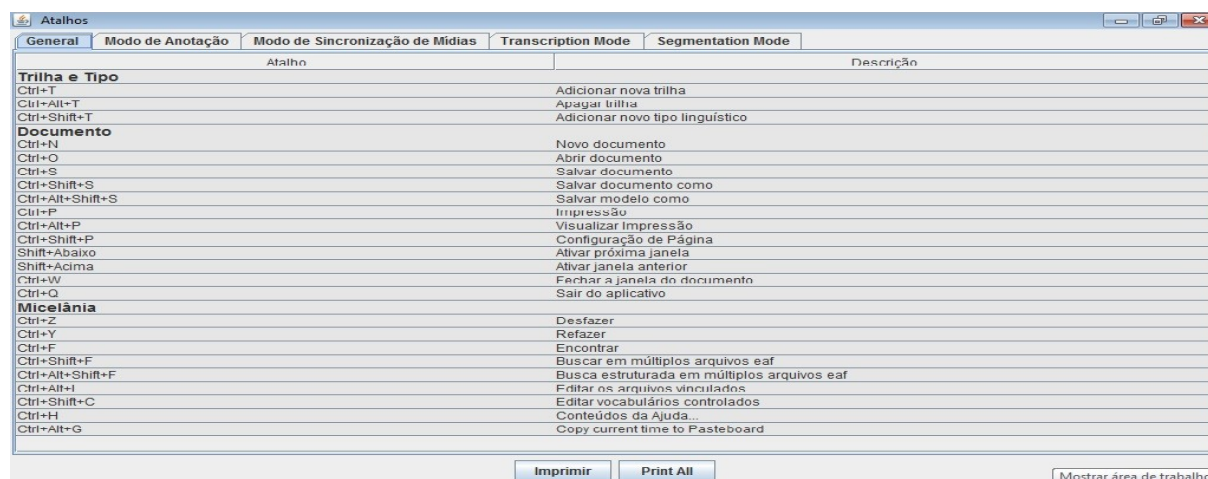 Atalhos
General Modo de Anotação Modo de Sincronização de Mídias Transcription Mode Segmentation Mode
Atalho Descrição
Trilha e Tipo
Ctrl+T Adicionar nova trilha
Ctrl+Alt+T Apagar trilha
Ctrl+Shift+T Adicionar novo tipo linguístico
Documento
Ctrl+N Novo documento
Ctrl+O Abrir documento
Ctrl+S Salvar documento
Ctrl+Shift+S Salvar documento como
Ctrl+Alt+Shift+S Salvar modelo como
Ctrl+P Impressão
Ctrl+Alt+P Visualizar Impressão
Ctrl+Shift+P Configuração de Página
Shift+Abaixo Ativar próxima janela
Shift+Acima Ativar janela anterior
Ctrl+W Fechar a janela do documento
Ctrl+Q Sair do aplicativo
Micelânia
Ctrl+Z Desfazer
Ctrl+Y Refazer
Ctrl+F Encontrar
Ctrl+Shift+F Buscar em múltiplos arquivos eaf
Ctrl+Alt+Shift+F Busca estruturada em múltiplos arquivos eaf
Ctrl+Alt+L Editar os arquivos vinculados
Ctrl+Shift+C Editar vocabulários controlados
Ctrl+H Conteúdos da Ajuda...
Ctrl+Alt+G Copy current time to Pasteboard
Imprimir Print All
Mostrar área de trabalho